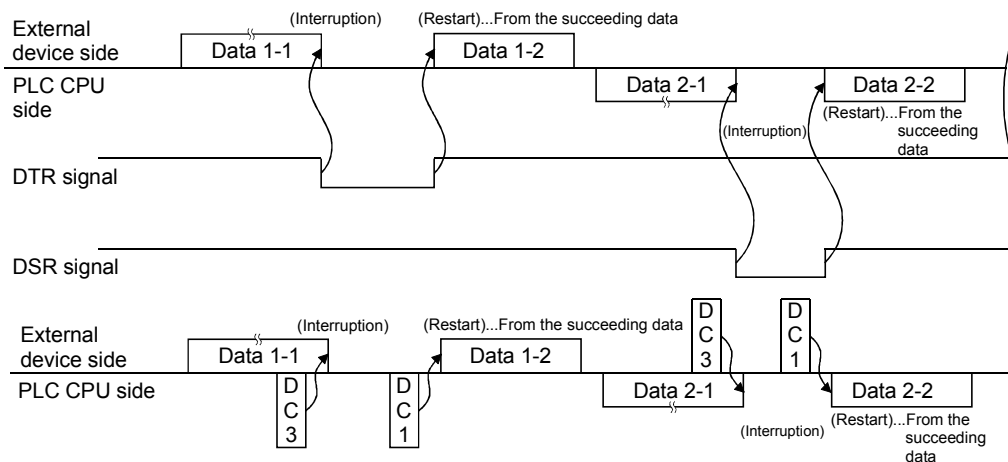 (Interruption)
(Restart)...From the succeeding data
External
device side
Data 1-1
Data 1-2
PLC CPU
side
Data 2-1
Data 2-2
(Interruption)
(Restart)...From the
succeeding
data
DTR signal
DSR signal
External
device side
(Interruption)
(Restart)...From the succeeding data
D
C
3
D
C
1
Data 1-1
Data 1-2
PLC CPU side
D
C
3
D
C
1
Data 2-1
Data 2-2
(Interruption)
(Restart)...From the
succeeding
data